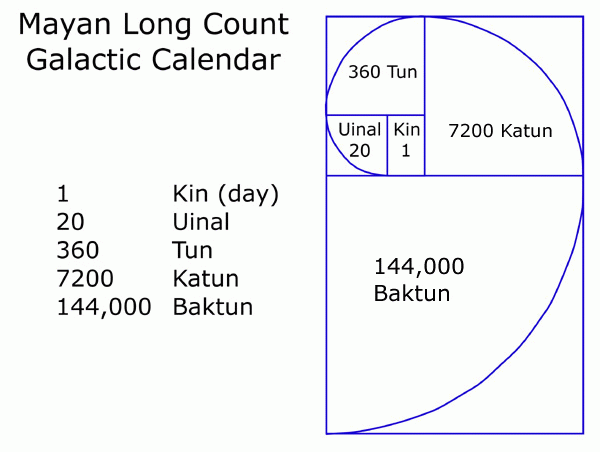 Mayan Long Count
Galactic Calendar
1 Kin (day)
20 Uinal
360 Tun
7200 Katun
144,000 Baktun
360 Tun
Uinal
20
Kin
1
7200 Katun
144,000
Baktun